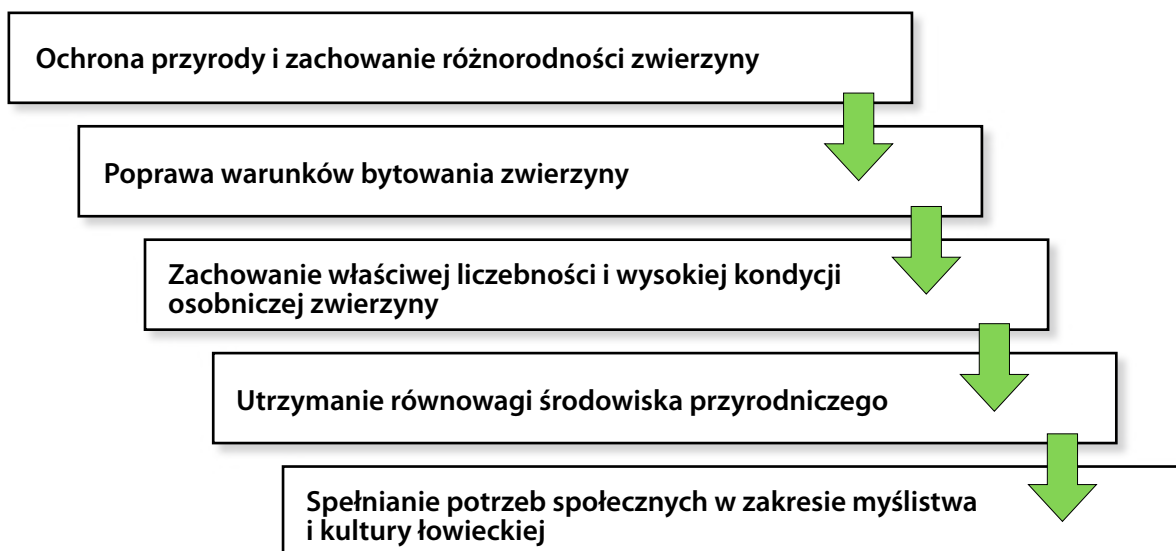 Ochrona przyrody i zachowanie różnorodności zwierzyny
Poprawa warunków bytowania zwierzyny
Zachowanie właściwej liczebności i wysokiej kondycji
osobniczej zwierzyny
Utrzymanie równowagi środowiska przyrodniczego
Spełnianie potrzeb społecznych w zakresie myślistwa
i kultury łowieckiej